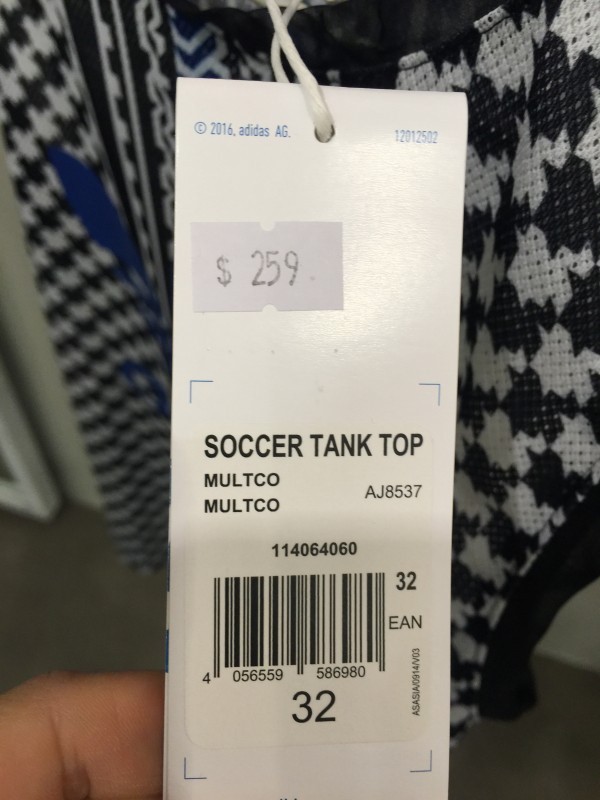 © 2016, adidas AG.
12012502
$ 259
SOCCER TANK TOP
MULTCO
MULTCO
AJ8537
114064060
32
EAN
4 056559 586980
ASASIA/0914/V03
32